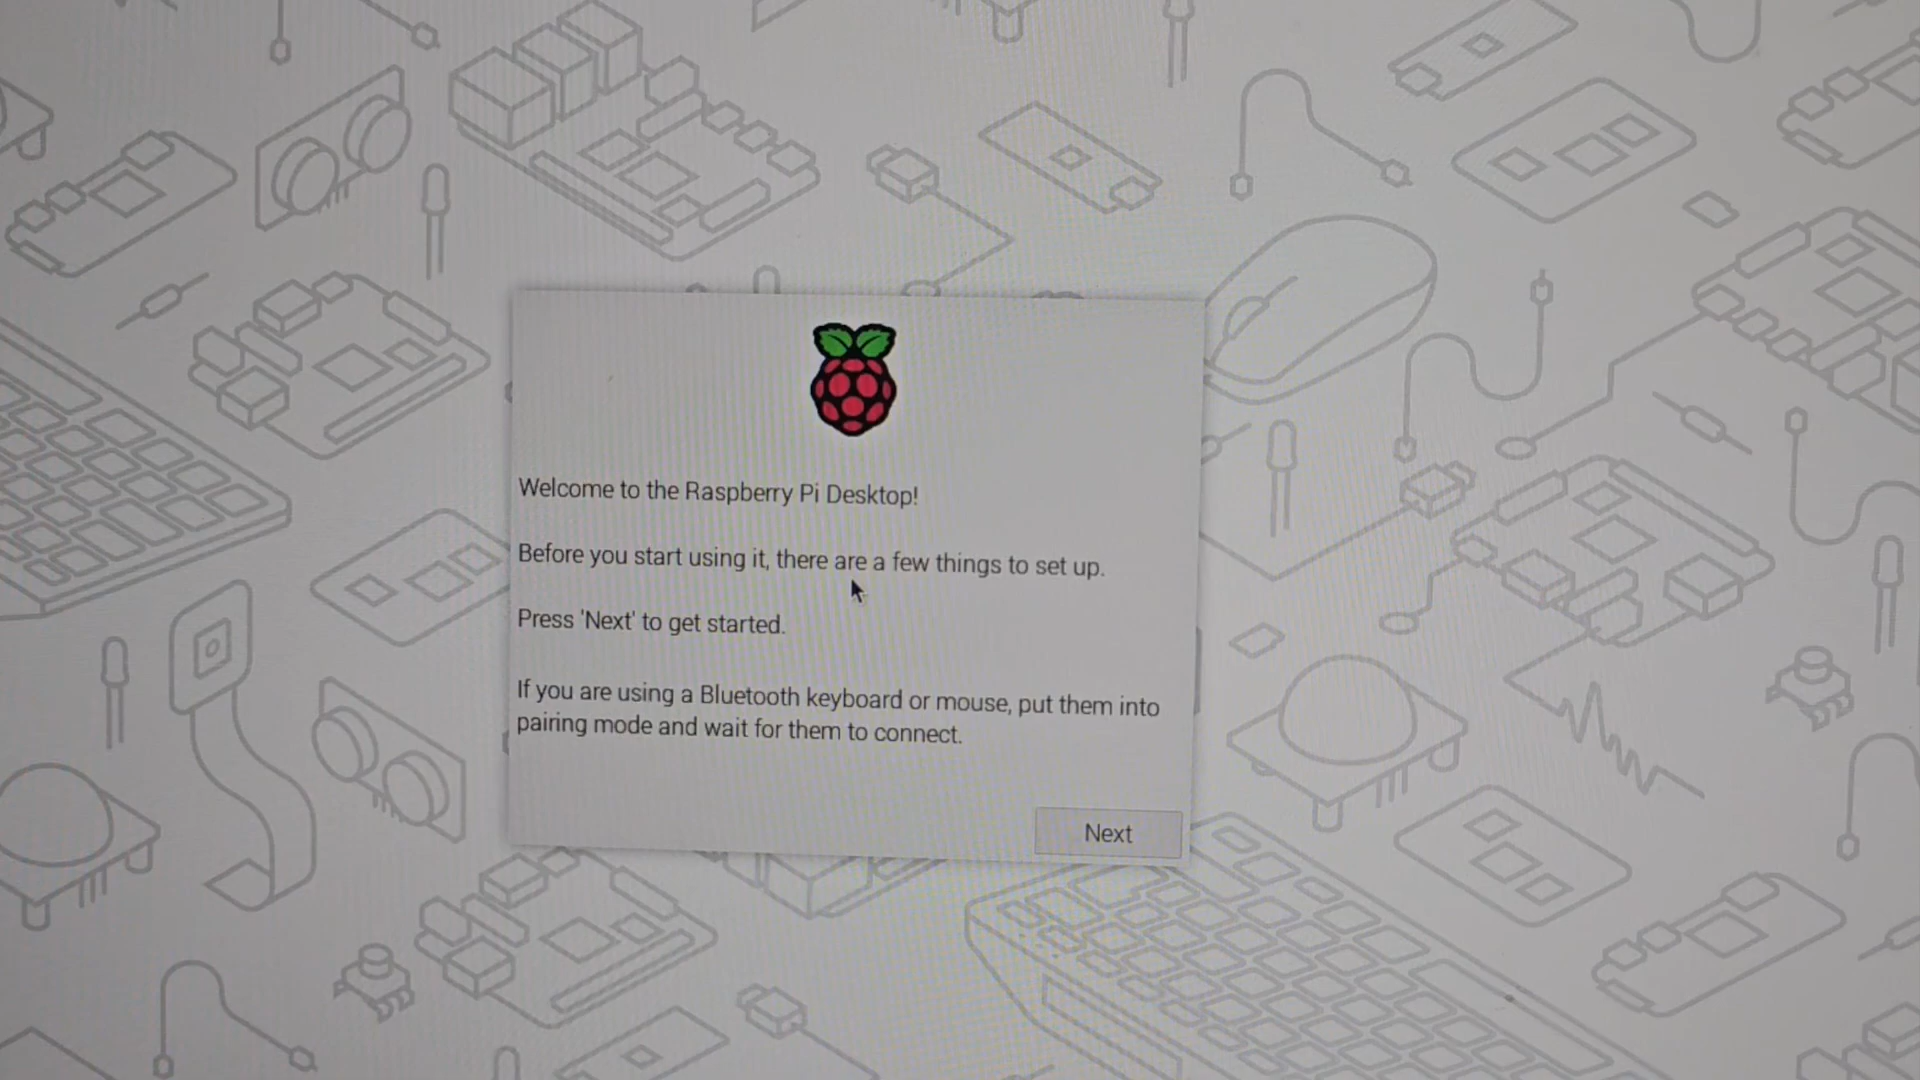 Welcome to the Raspberry Pi Desktop!
Before you start using it, there are a few things to set up.
Press 'Next' to get started.
If you are using a Bluetooth keyboard or mouse, put them into
pairing mode and wait for them to connect.
Next